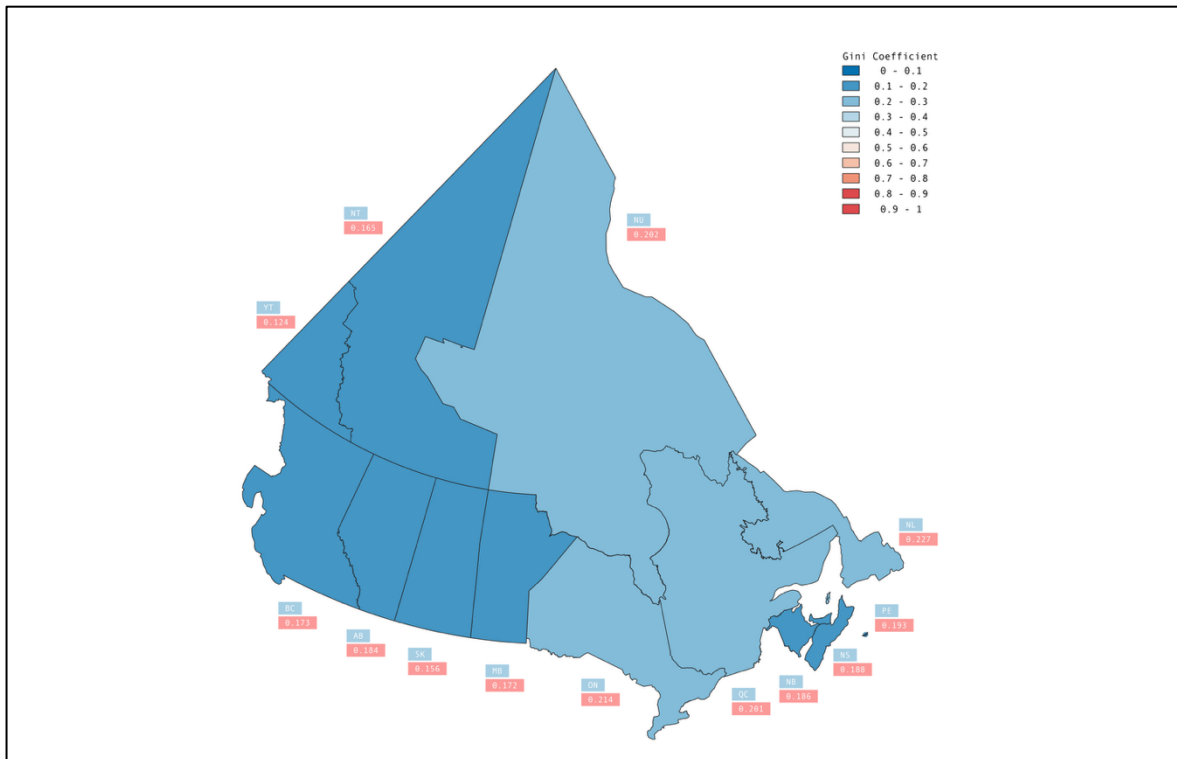 Gini Coefficient
0 - 0.1
0.1 - 0.2
0.2 - 0.3
0.3 - 0.4
0.4 - 0.5
0.5 - 0.6
0.6 - 0.7
0.7 - 0.8
0.8 - 0.9
0.9 - 1
NT
0.165
NU
0.202
YT
0.124
NL
0.227
BC
0.173
AB
0.184
SK
0.156
MB
0.172
ON
0.214
QC
0.201
NB
0.186
NS
0.188
PE
0.193